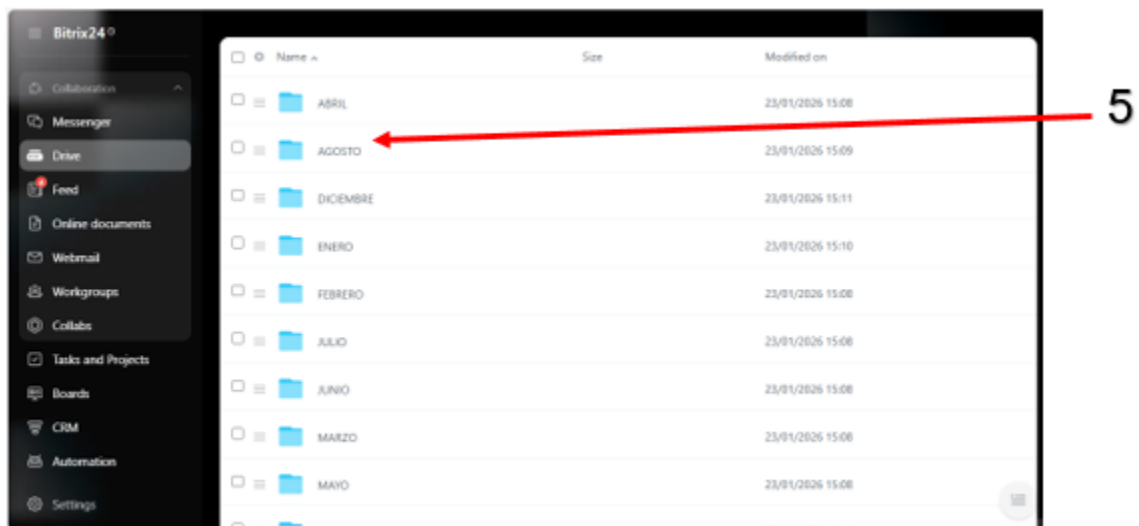 Bitrix24
Name
Size
Modified on
Collaboration
ABRIL
23/01/2026 15:08
5
Messenger
AGOSTO
23/01/2026 15:09
Drive
Feed
DICIEMBRE
23/01/2026 15:11
Online documents
ENERO
23/01/2026 15:10
Webmail
Workgroups
FEBRERO
23/01/2026 15:08
Collabs
JULIO
23/01/2026 15:08
Tasks and Projects
JUNIO
23/01/2026 15:08
Boards
CRM
MARZO
23/01/2026 15:08
Automation
MAYO
23/01/2026 15:08
Settings